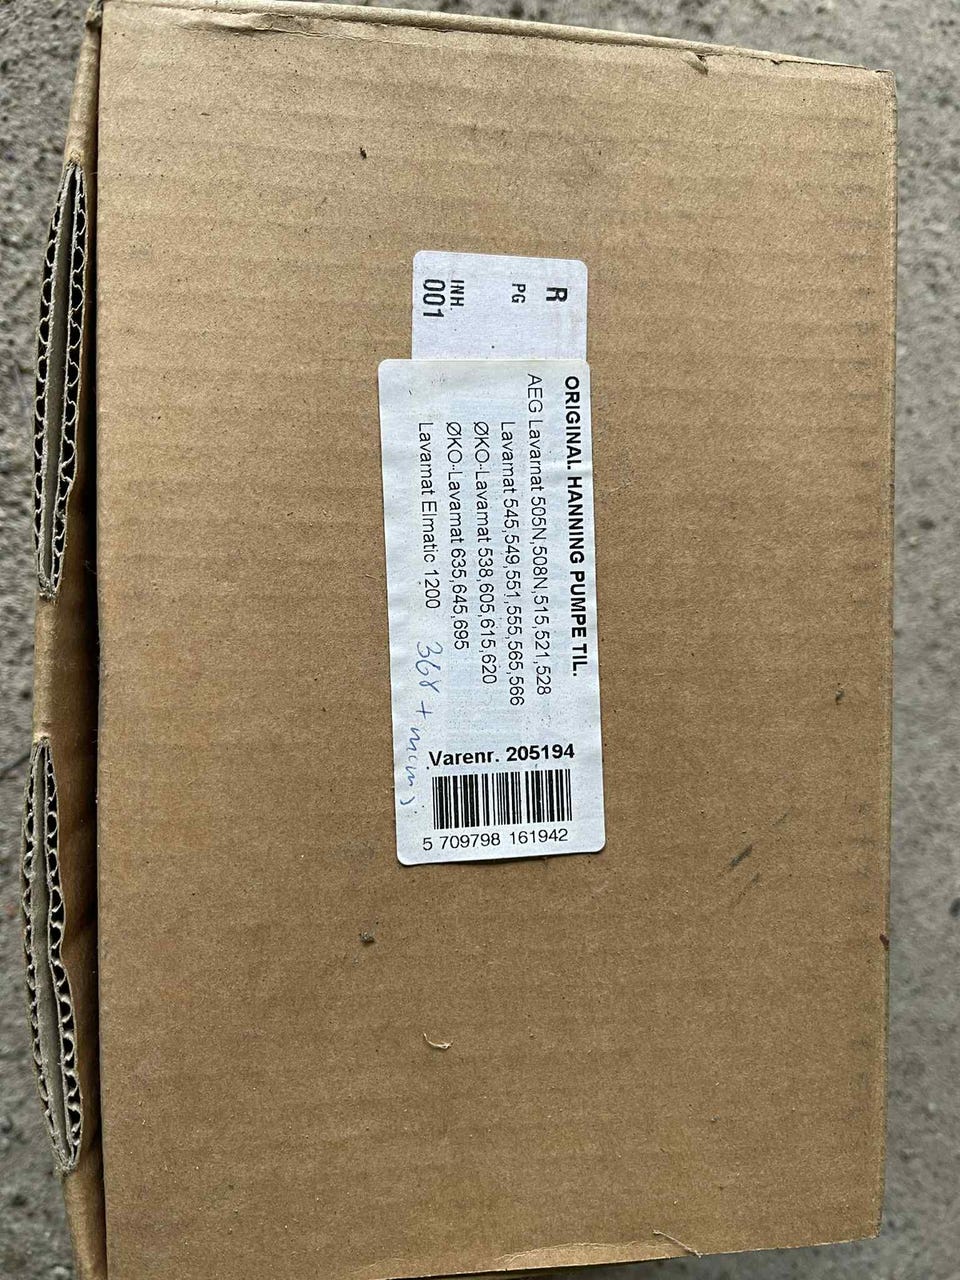 R
PG
INH.
001
ORIGINAL HANNING PUMPE TIL.
AEG Lavamat 505N,508N,515,521,528
Lavamat 545,549,551,555,565,566
ØKO-Lavamat 538,605,615,620
ØKO-Lavamat 635,645,695
Lavamat Elmatic 1200
368 +
Varenr. 205194
5 709798 161942